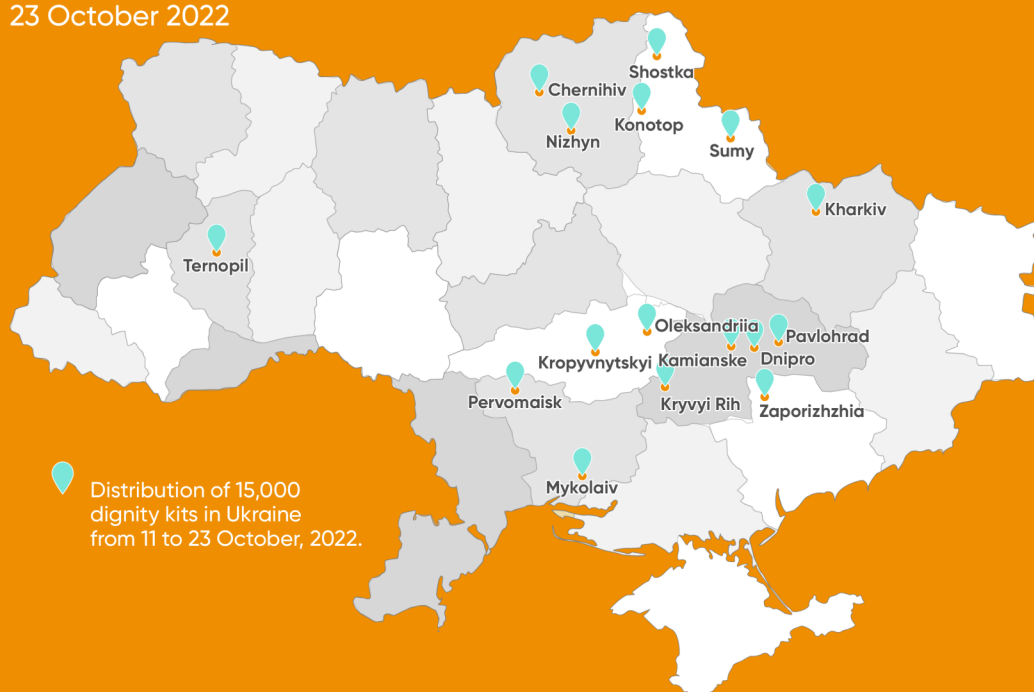 23 October 2022
Shostka
Chernihiv
Konotop
Nizhyn
Sumy
Kharkiv
Ternopil
Oleksandriia
Pavlohrad
Kropyvnytskyi
Kamianske
Dnipro
Pervomaisk
Kryvyi Rih
Zaporizhzhia
Mykolaiv
Distribution of 15,000
dignity kits in Ukraine
from 11 to 23 October, 2022.